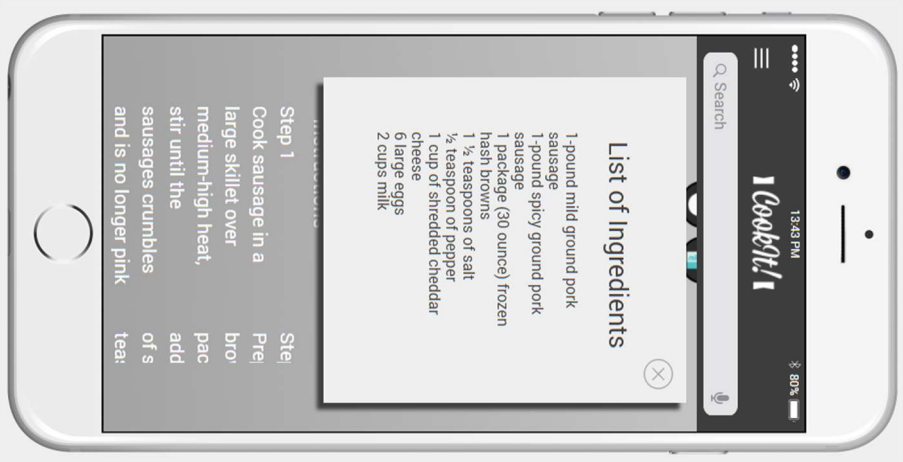 13:43 PM
80%
CookIt!
Search
List of Ingredients
1-pound mild ground pork
sausage
1-pound spicy ground pork
sausage
1 package (30 ounce) frozen
hash browns
1 ½ teaspoons of salt
½ teaspoon of pepper
1 cup of shredded cheddar
cheese
6 large eggs
2 cups milk
Step 1
Cook sausage in a
large skillet over
medium-high heat,
stir until the
sausages crumbles
and is no longer pink
add
of s